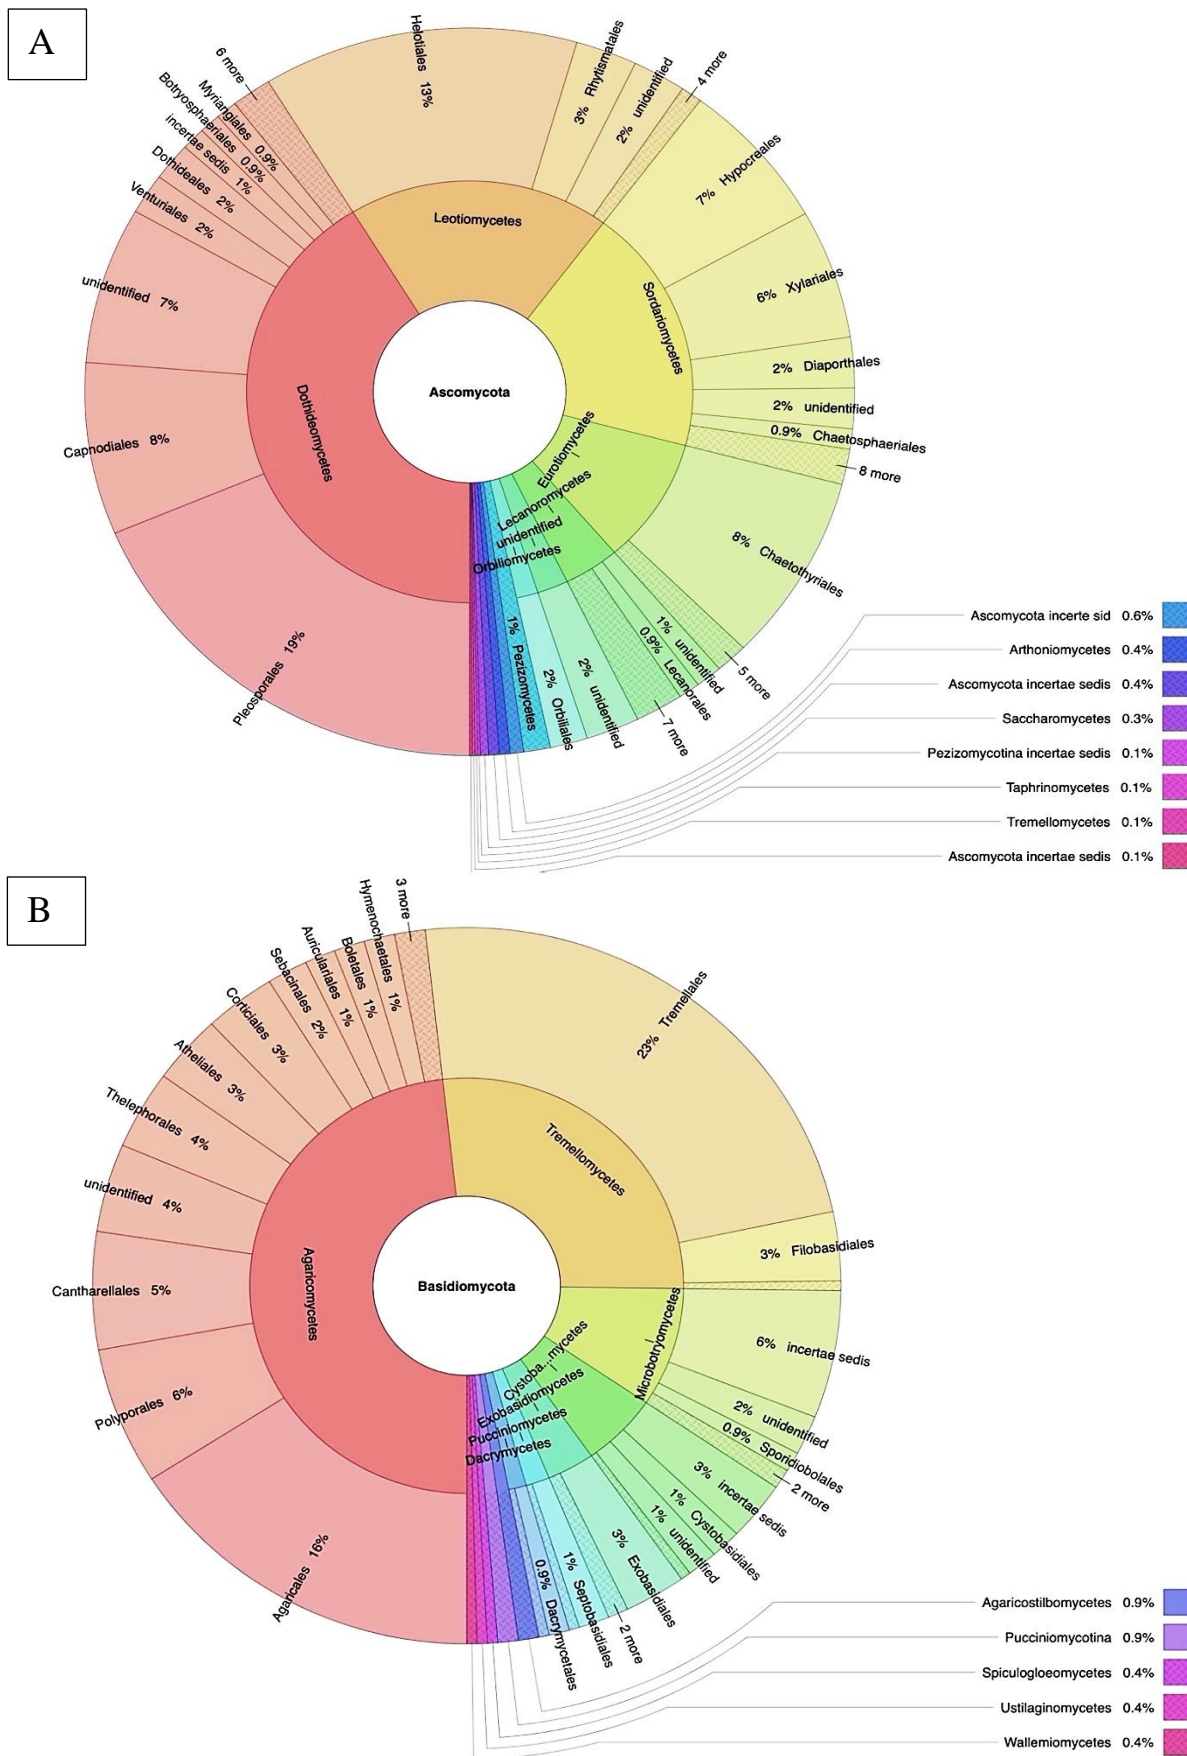 A
6 more
Helotiales 13%
3% Rhytismatales
2% unidentified
4 more
Myriangiales 0.9%
Botryosphaeriales 0.9%
incertae sedis 1%
Dothideales 2%
Venturiales 2%
unidentified 7%
Capnodiales 8%
Pleosporales 19%
Leotiomycetes
Sordariomycetes
Dothideomycetes
Ascomycota
Eurotiomycetes
Lecanoromycetes
unidentified
Orbiliomycetes
7% Hypocreales
6% Xylariales
2% Diaporthales
2% unidentified
0.9% Chaetosphaeriales
8 more
8% Chaetothyriales
5 more
1% unidentified
0.9% Lecanorales
7 more
2% unidentified
2% Orbiliales
1% Pezizomycetes
Ascomycota incerte sid 0.6%
Arthoniomycetes 0.4%
Ascomycota incertae sedis 0.4%
Saccharomycetes 0.3%
Pezizomycotina incertae sedis 0.1%
Taphrinomycetes 0.1%
Tremellomycetes 0.1%
Ascomycota incertae sedis 0.1%
B
3 more
Hymenochaetales 1%
Boletales 1%
Auriculariales 1%
Sebacinales 2%
Corticiales 3%
Atheliales 3%
Thelephorales 4%
unidentified 4%
Cantharellales 5%
Polyporales 6%
Agaricales 16%
23% Tremellales
Tremellomycetes
Agaricomycetes
Basidiomycota
Microbotryomycetes
Cystoba...mycetes
Exobasidiomycetes
Pucciniomycetes
Dacrymycetes
3% Filobasidiales
6% incertae sedis
2% unidentified
0.9% Sporidiobolales
2 more
3% incertae sedis
1% Cystobasidiales
1% unidentified
3% Exobasidiales
2 more
1% Septobasidiales
0.9% Dacrymycetales
Agaricostilbomycetes 0.9%
Pucciniomycotina 0.9%
Spiculogloeomycetes 0.4%
Ustilaginomycetes 0.4%
Wallemiomycetes 0.4%